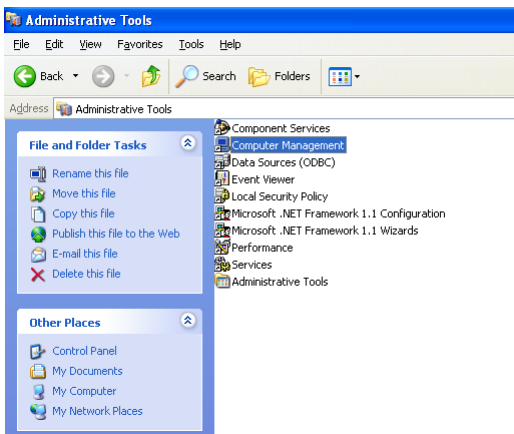 Administrative Tools
File Edit View Favorites Tools Help
Back Search Folders
Address Administrative Tools
File and Folder Tasks
Rename this file
Move this file
Copy this file
Publish this file to the Web
E-mail this file
Delete this file
Other Places
Control Panel
My Documents
My Computer
My Network Places
Component Services
Computer Management
Data Sources (ODBC)
Event Viewer
Local Security Policy
Microsoft .NET Framework 1.1 Configuration
Microsoft .NET Framework 1.1 Wizards
Performance
Services
Administrative Tools